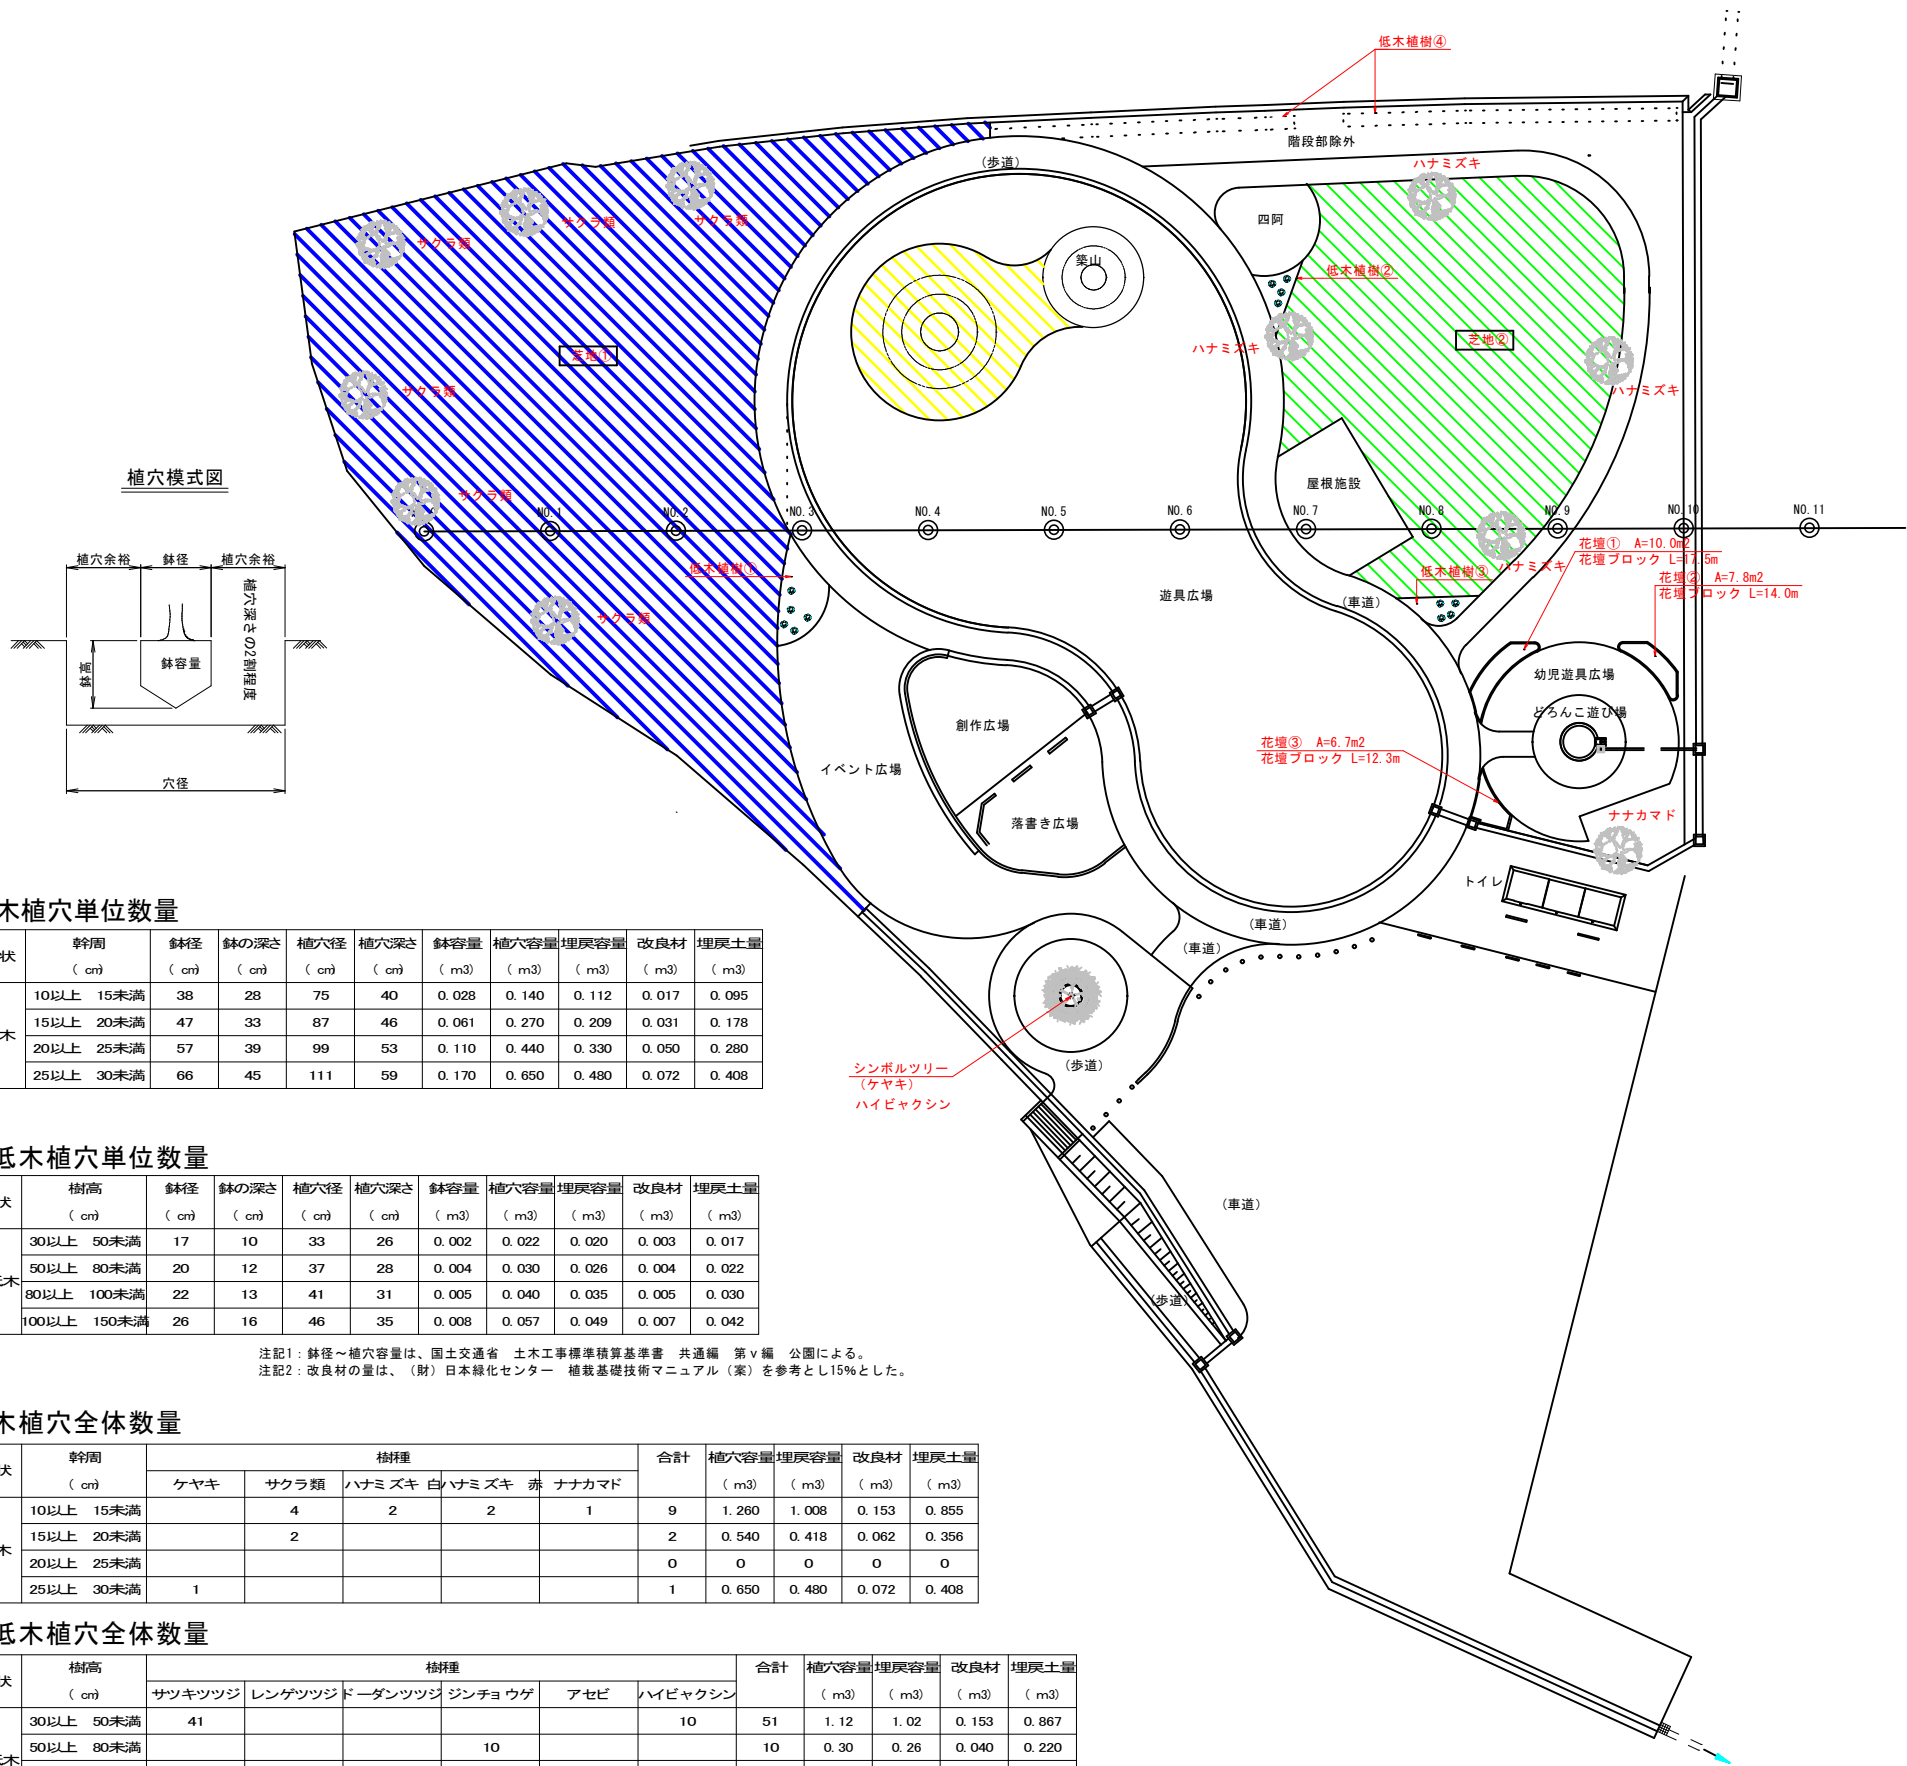 低木植樹④
階段部除外
(歩道)
ハナミズキ
四阿
サクラ類
サクラ類
サクラ類
築山
低木植樹②
芝地①
ハナミズキ
芝地②
サクラ類
ハナミズキ
植穴模式図
屋根施設
サクラ類
NO.1
NO.2
NO.3
NO.4
NO.5
NO.6
NO.7
NO.8
NO.9
NO.10
NO.11
植穴余裕
鉢径
植穴余裕
植穴深さの2割程度
鉢高
鉢容量
穴径
花壇① A=10.0m2
花壇ブロック L=17.5m
ハナミズキ
花壇② A=7.8m2
花壇ブロック L=14.0m
低木植樹①
低木植樹③
遊具広場
(車道)
サクラ類
幼児遊具広場
どろんこ遊び場
創作広場
花壇③ A=6.7m2
花壇ブロック L=12.3m
イベント広場
落書き広場
ナナカマド
トイレ
(車道)
(車道)
シンボルツリー
(ケヤキ)
ハイビャクシン
(歩道)
(車道)
(歩道)
木植穴単位数量
状 幹周 鉢径 鉢の深さ 植穴径 植穴深さ 鉢容量 植穴容量 埋戻容量 改良材 埋戻土量
(cm) (cm) (cm) (cm) (cm) (m3) (m3) (m3) (m3) (m3)
木
10以上 15未満 38 28 75 40 0.028 0.140 0.112 0.017 0.095
15以上 20未満 47 33 87 46 0.061 0.270 0.209 0.031 0.178
20以上 25未満 57 39 99 53 0.110 0.440 0.330 0.050 0.280
25以上 30未満 66 45 111 59 0.170 0.650 0.480 0.072 0.408
低木植穴単位数量
状 樹高 鉢径 鉢の深さ 植穴径 植穴深さ 鉢容量 植穴容量 埋戻容量 改良材 埋戻土量
(cm) (cm) (cm) (cm) (cm) (m3) (m3) (m3) (m3) (m3)
低木
30以上 50未満 17 10 33 26 0.002 0.022 0.020 0.003 0.017
50以上 80未満 20 12 37 28 0.004 0.030 0.026 0.004 0.022
80以上 100未満 22 13 41 31 0.005 0.040 0.035 0.005 0.030
100以上 150未満 26 16 46 35 0.008 0.057 0.049 0.007 0.042
注記1:鉢径~植穴容量は、国土交通省 土木工事標準積算基準書 共通編 第ⅴ編 公園による。
注記2:改良材の量は、(財)日本緑化センター 植栽基礎技術マニュアル(案)を参考とし15%とした。
木植穴全体数量
状 幹周 樹種 合計 植穴容量 埋戻容量 改良材 埋戻土量
(cm) ケヤキ サクラ類 ハナミズキ 白 ハナミズキ 赤 ナナカマド (m3) (m3) (m3) (m3)
木
10以上 15未満 4 2 2 1 9 1.260 1.008 0.153 0.855
15以上 20未満 2 2 0.540 0.418 0.062 0.356
20以上 25未満 0 0 0 0 0
25以上 30未満 1 1 0.650 0.480 0.072 0.408
低木植穴全体数量
状 樹高 樹種 合計 植穴容量 埋戻容量 改良材 埋戻土量
(cm) サツキツツジ レンゲツツジ ドーダンツツジ ジンチョウゲ アセビ ハイビャクシン (m3) (m3) (m3) (m3)
30以上 50未満 41 10 51 1.12 1.02 0.153 0.867
50以上 80未満 10 10 0.30 0.26 0.040 0.220
低木